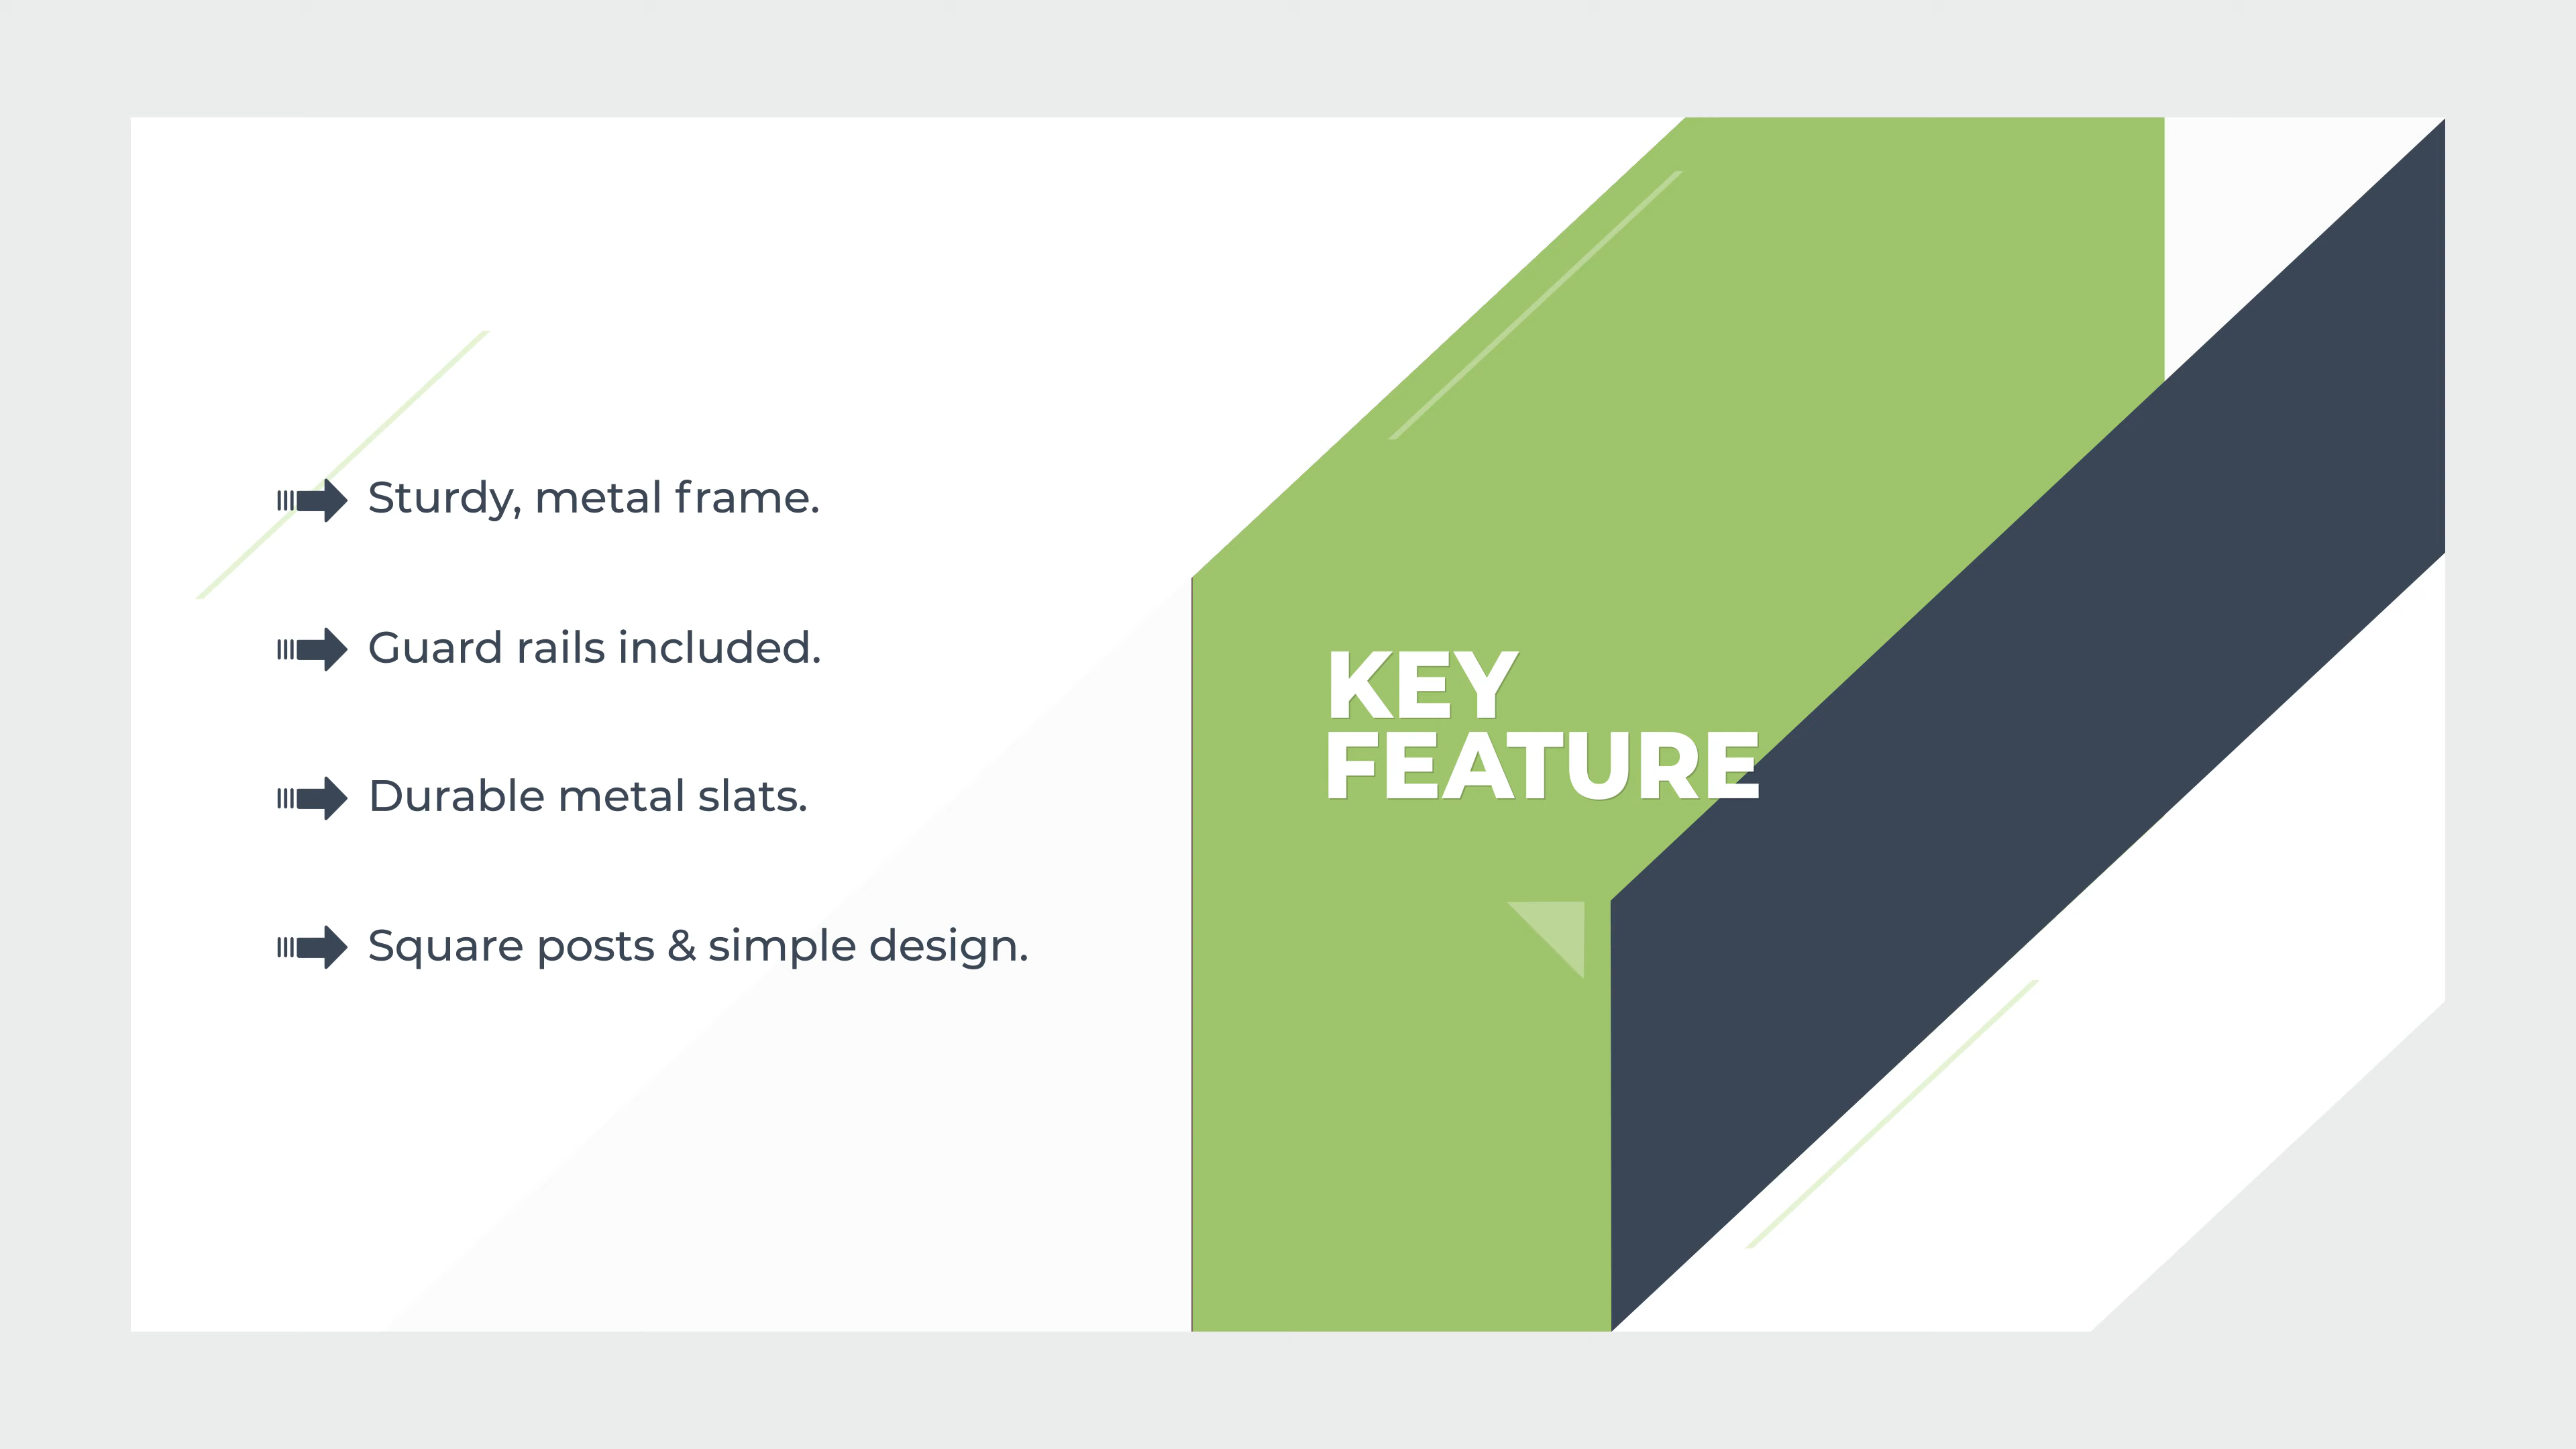 Sturdy, metal frame.
Guard rails included.
Durable metal slats.
Square posts & simple design.
KEY
FEATURE